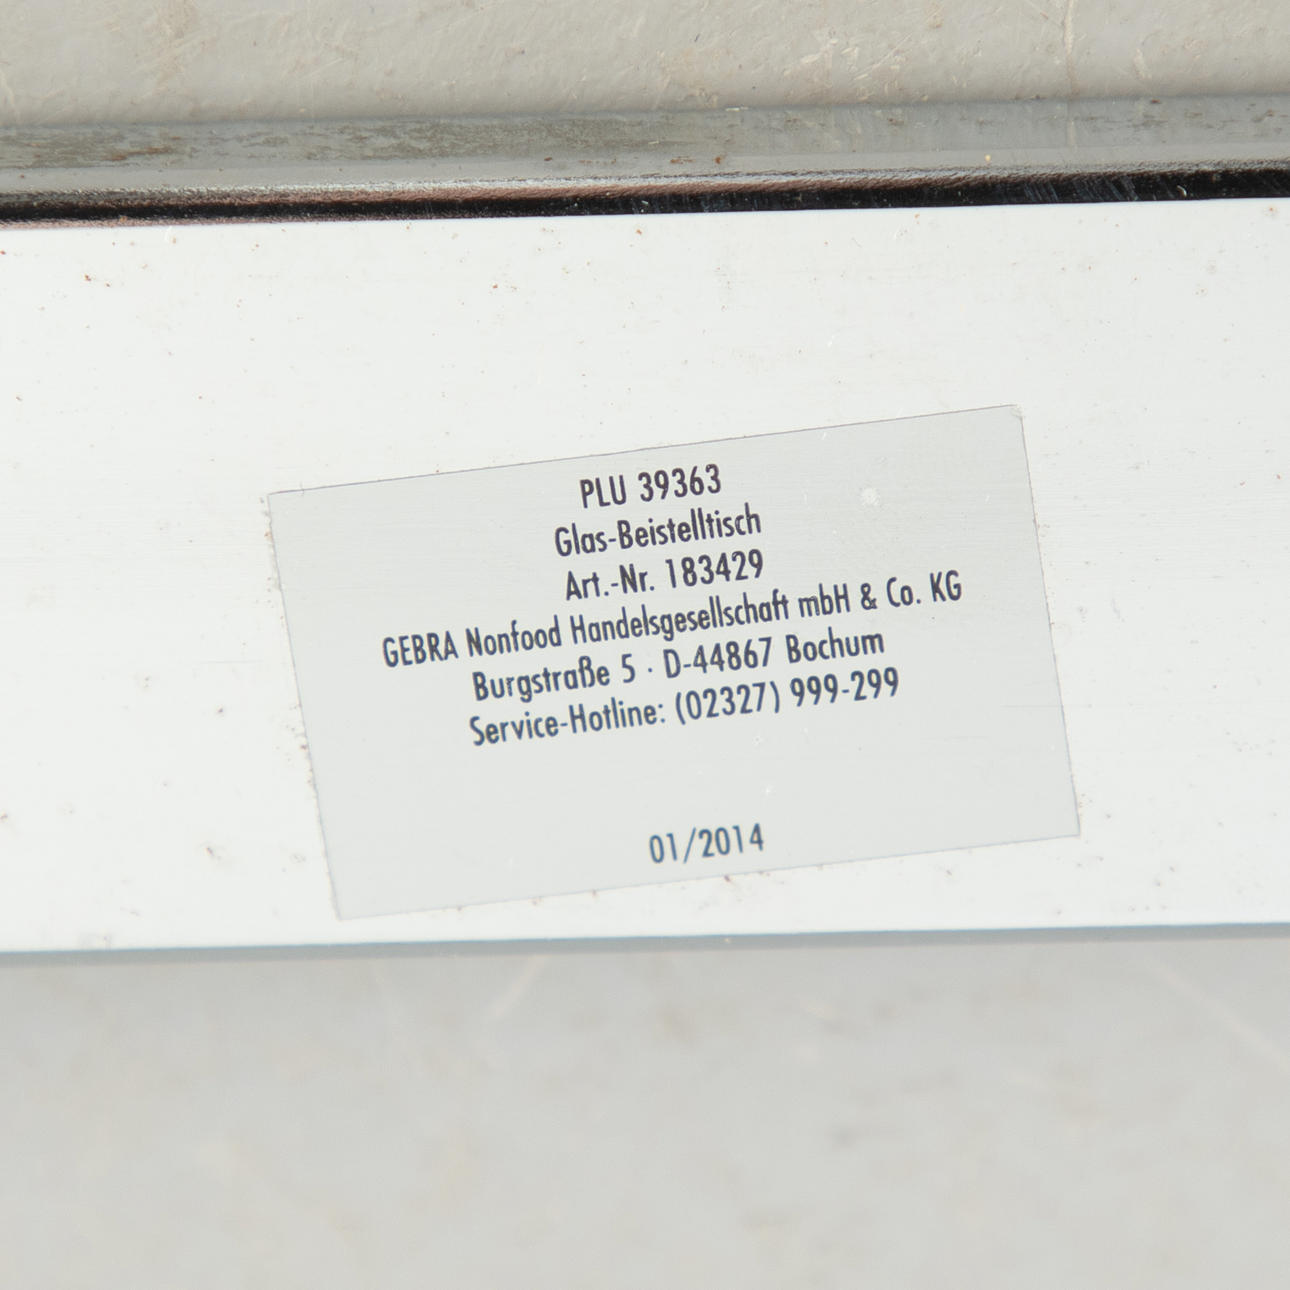 PLU 39363
Glas-Beistelltisch
Art.-Nr. 183429
GEBRA Nonfood Handelsgesellschaft mbH & Co. KG
Burgstraße 5 · D-44867 Bochum
Service-Hotline: (02327) 999-299
01/2014